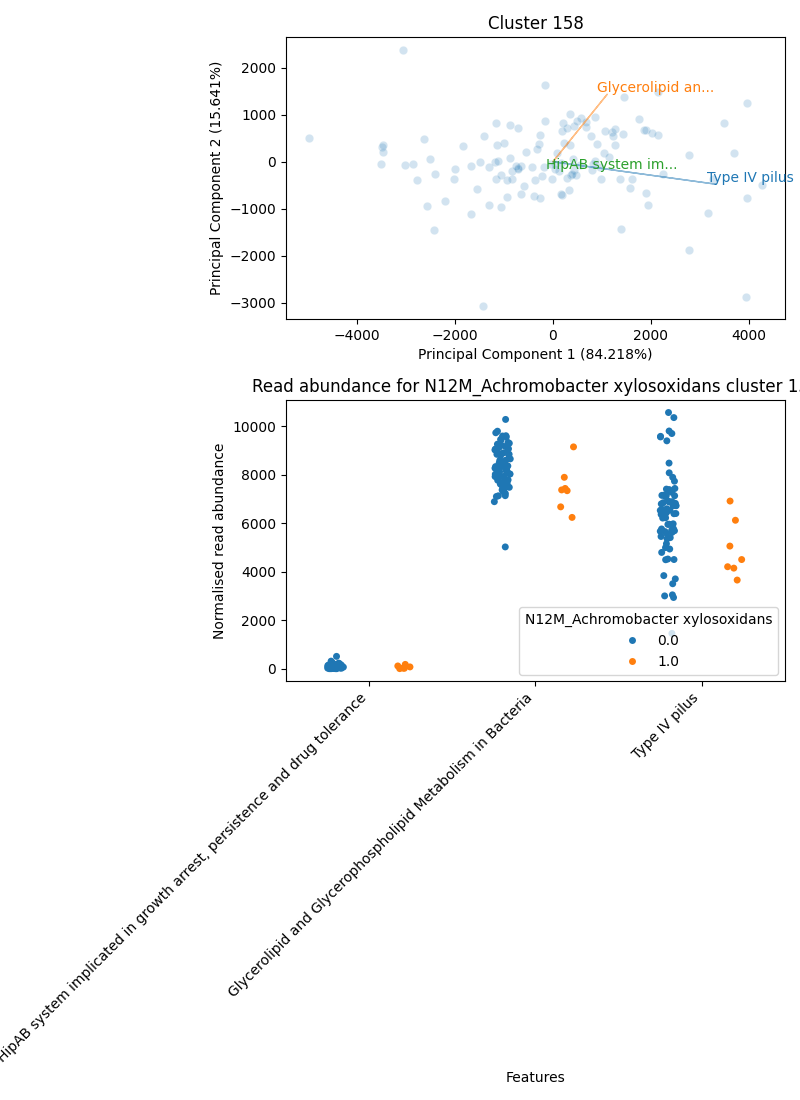 Cluster 158
Principal Component 2 (15.641%)
2000
1000
0
−1000
−2000
−3000
Glycerolipid an...
HipAB system im...
Type IV pilus
−4000
−2000
0
2000
4000
Principal Component 1 (84.218%)
Read abundance for N12M_Achromobacter xylosoxidans cluster 15
Normalised read abundance
10000
8000
6000
4000
2000
0
N12M_Achromobacter xylosoxidans
0.0
1.0
HipAB system implicated in growth arrest, persistence and drug tolerance
Glycerolipid and Glycerophospholipid Metabolism in Bacteria
Type IV pilus
Features